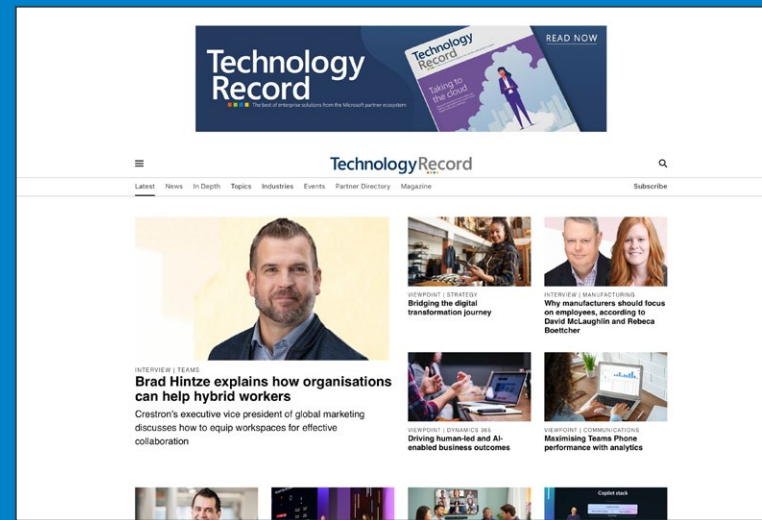 Technology
Record
The best of enterprise solutions from the Microsoft partner ecosystem
READ NOW
Technology
Record
Taking to
the cloud
TechnologyRecord
Latest News In Depth Topics Industries Events Partner Directory Magazine Subscribe
INTERVIEW | TEAMS
Brad Hintze explains how organisations
can help hybrid workers
Crestron's executive vice president of global marketing
discusses how to equip workspaces for effective
collaboration
VIEWPOINT | STRATEGY
Bridging the digital
transformation journey
INTERVIEW | MANUFACTURING
Why manufacturers should focus
on employees, according to
David McLaughlin and Rebeca
Boettcher
VIEWPOINT | DYNAMICS 365
Driving human-led and AI-
enabled business outcomes
VIEWPOINT | COMMUNICATIONS
Maximising Teams Phone
performance with analytics
Copilot stack